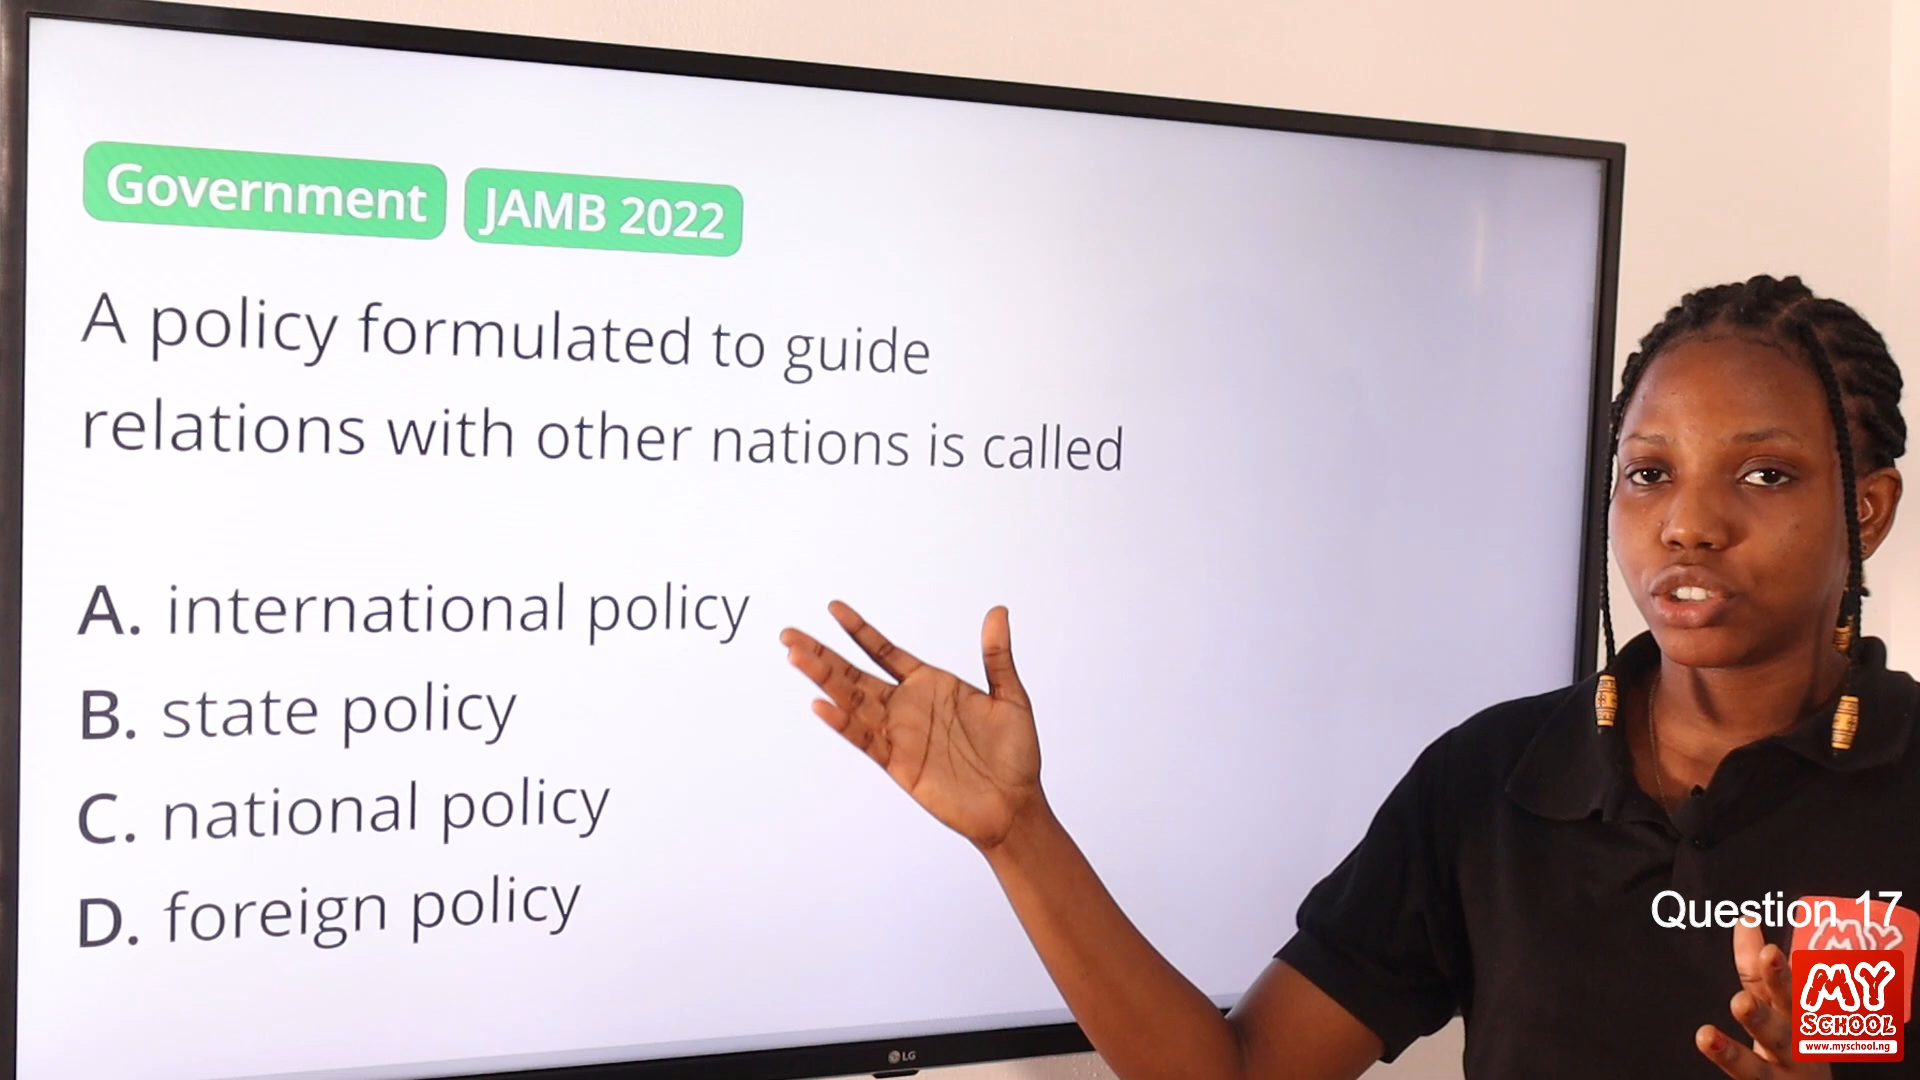 Government JAMB 2022
A policy formulated to guide
relations with other nations is called
A. international policy
B. state policy
C. national policy
D. foreign policy
LG
Question 17
MY
MY
SCHOOL
www.myschool.ng